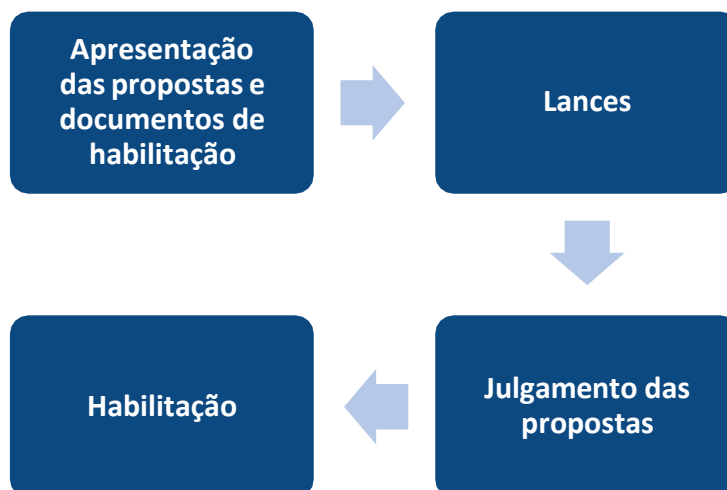 Apresentação
das propostas e
documentos de
habilitação
Lances
Julgamento das
propostas
Habilitação